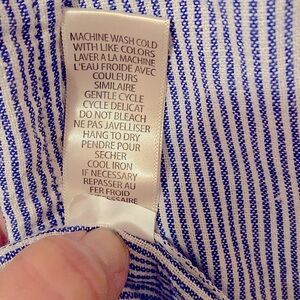 MACHINE WASH COLD
WITH LIKE COLORS
LAVER A LA MACHINE
L'EAU FROIDE AVEC
COULEURS
SIMILAIRE
GENTLE CYCLE
CYCLE DELICAT
DO NOT BLEACH
NE PAS JAVELLISER
HANG TO DRY
PENDRE POUR
SECHER
COOL IRON
IF NECESSARY
REPASSER AU
FER FROID